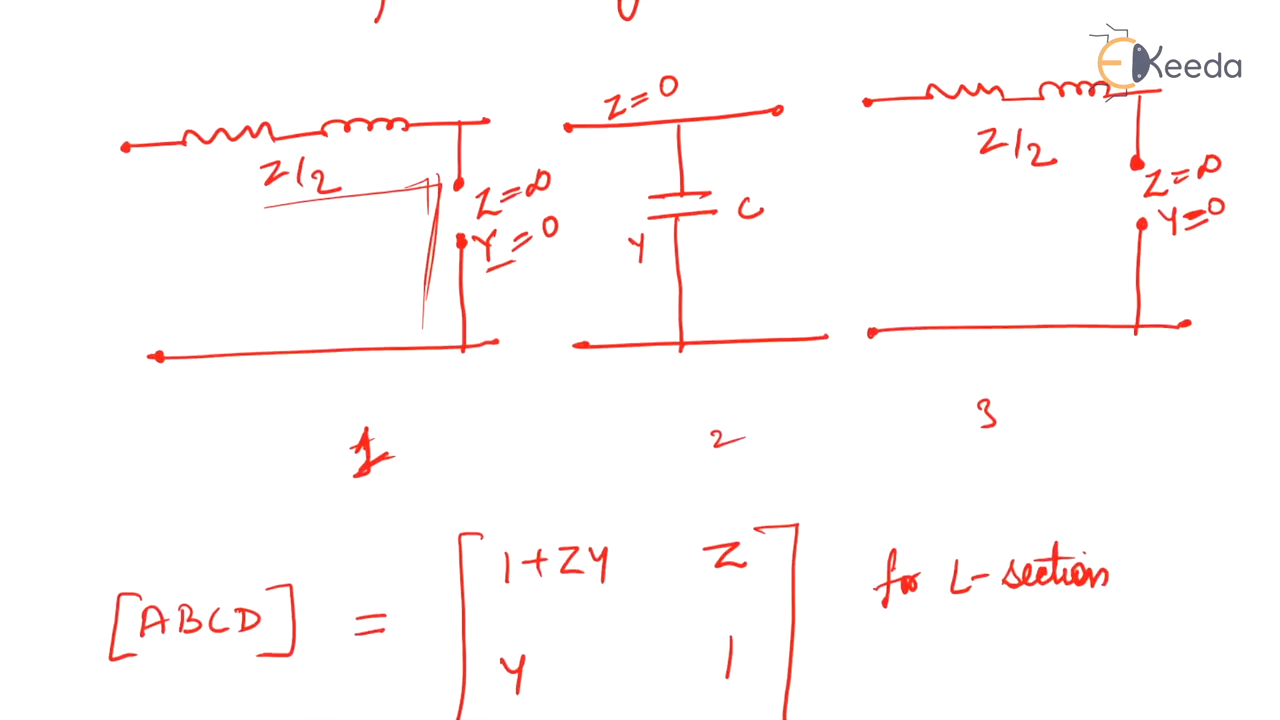 Keeda
Z=0
Z/2
Z/2
Z=∞
Y=0
C
Y
Z=∞
Y=0
1
2
3
[ABCD] = [1+ZY Z
Y 1
for L-section